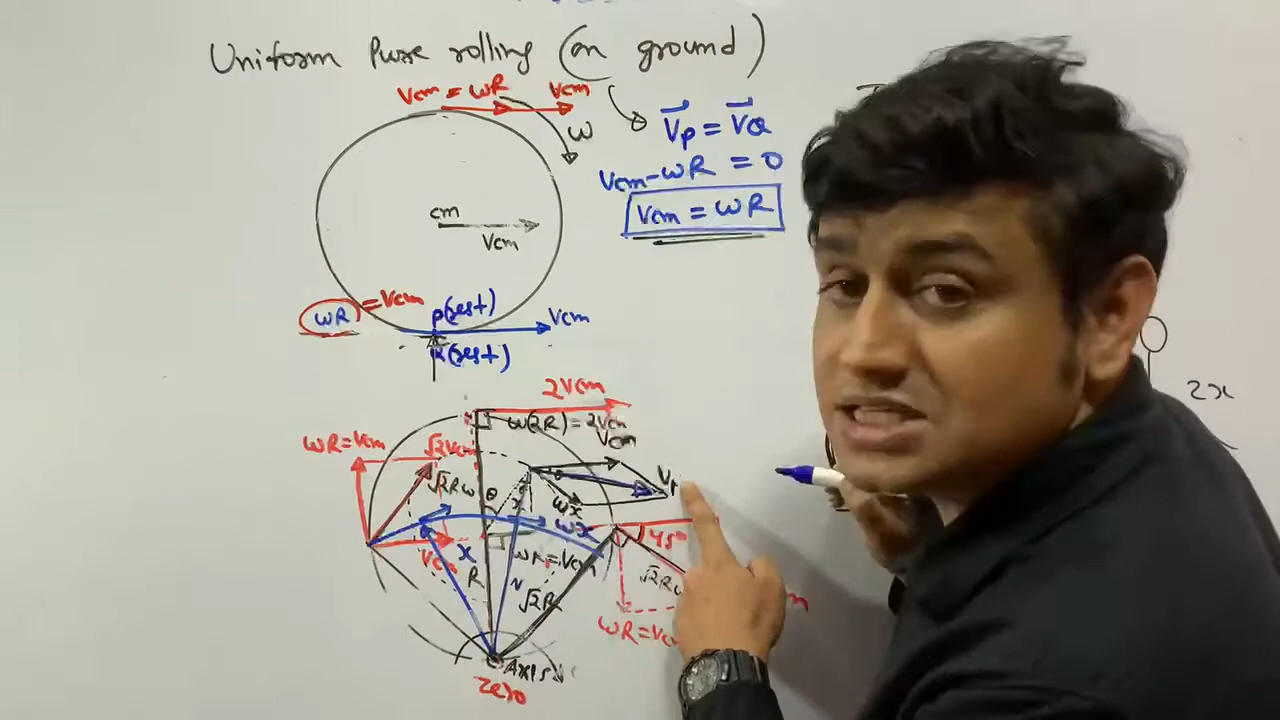 Uniform Pure rolling (on ground)
Vcm = ωR
Vcm
ω
V⃗p = V⃗Q
Vcm-ωR = 0
Vcm = ωR
cm
Vcm
ωR = Vcm
P(rest)
Vcm
(rest)
2Vcm
ω(2R) = 2Vcm
Vcm
ωR = Vcm
√2Vcm
√2Rω
θ
x
ωx
Vp
ωx
45°
Vcm
x
R
ωR = Vcm
√2R
√2Rω
ωR = Vcm
Axis
Zero
2x